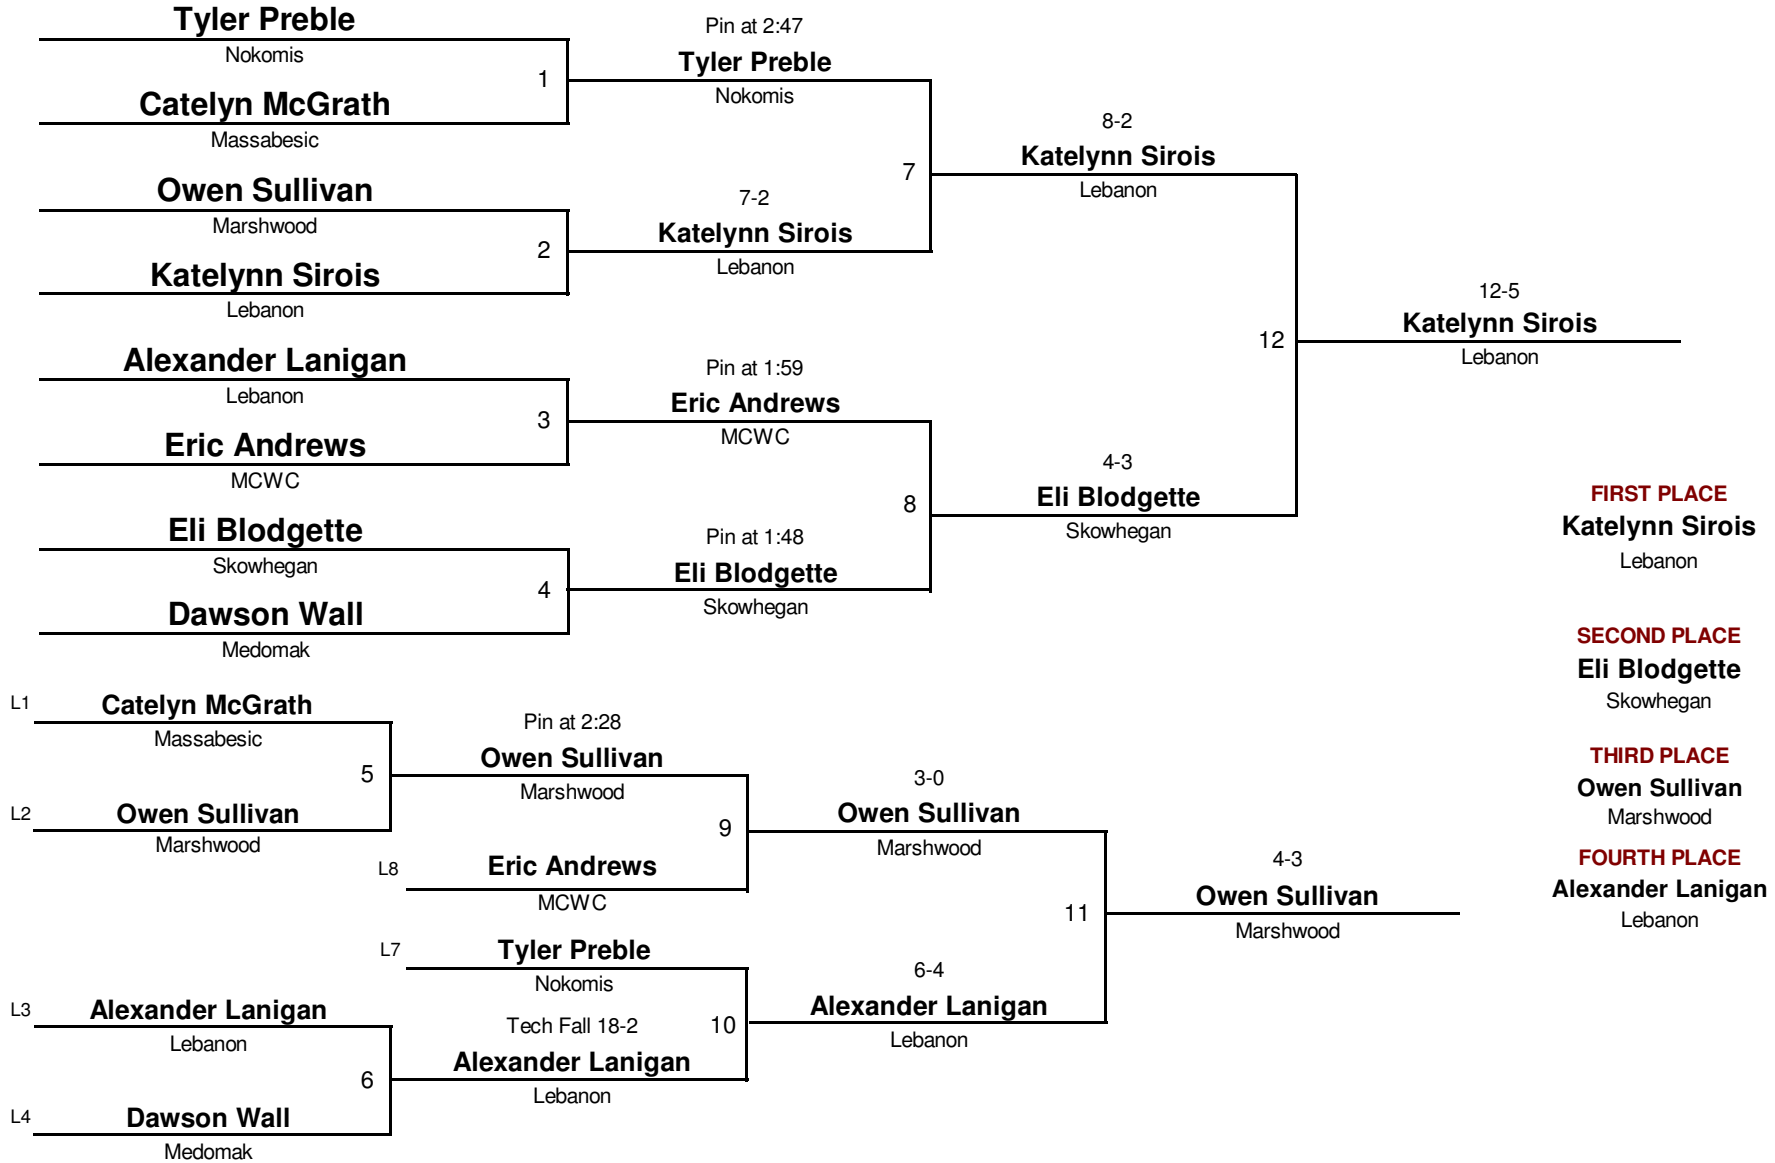 Tyler Preble
Nokomis
1
Catelyn McGrath
Massabesic
Owen Sullivan
Marshwood
2
Katelynn Sirois
Lebanon
Alexander Lanigan
Lebanon
3
Eric Andrews
MCWC
Eli Blodgette
Skowhegan
4
Dawson Wall
Medomak
Pin at 2:47
Tyler Preble
Nokomis
7
7-2
Katelynn Sirois
Lebanon
Pin at 1:59
Eric Andrews
MCWC
8
Pin at 1:48
Eli Blodgette
Skowhegan
8-2
Katelynn Sirois
Lebanon
12
4-3
Eli Blodgette
Skowhegan
12-5
Katelynn Sirois
Lebanon
L1
Catelyn McGrath
Massabesic
5
L2
Owen Sullivan
Marshwood
L3
Alexander Lanigan
Lebanon
6
L4
Dawson Wall
Medomak
Pin at 2:28
Owen Sullivan
Marshwood
9
L8
Eric Andrews
MCWC
L7
Tyler Preble
Nokomis
Tech Fall 18-2
10
Alexander Lanigan
Lebanon
3-0
Owen Sullivan
Marshwood
11
6-4
Alexander Lanigan
Lebanon
4-3
Owen Sullivan
Marshwood
FIRST PLACE
Katelynn Sirois
Lebanon
SECOND PLACE
Eli Blodgette
Skowhegan
THIRD PLACE
Owen Sullivan
Marshwood
FOURTH PLACE
Alexander Lanigan
Lebanon